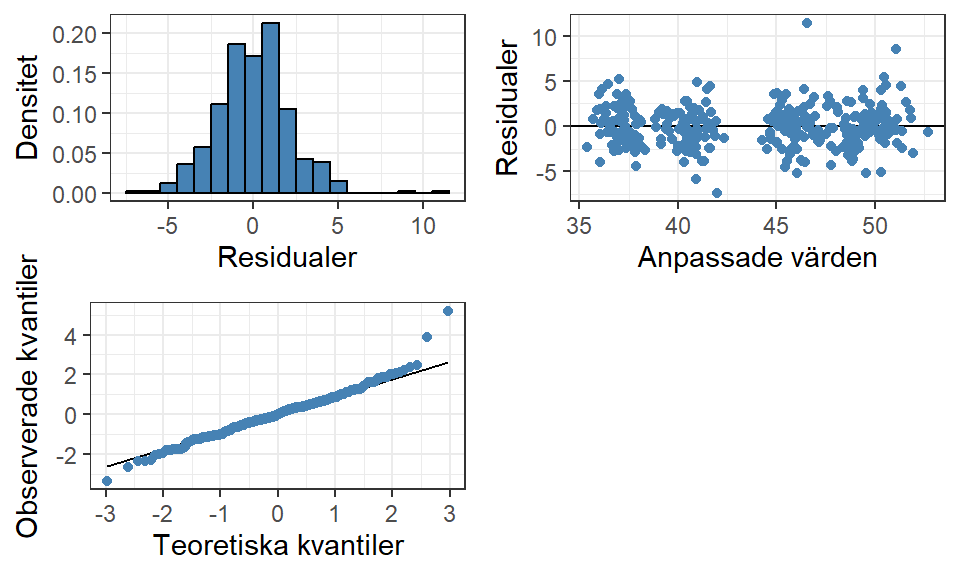 Densitet
0.20
0.15
0.10
0.05
0.00
-5 0 5 10
Residualer
Residualer
10
5
0
-5
35 40 45 50
Anpassade värden
Observerade kvantiler
4
2
0
-2
-3 -2 -1 0 1 2 3
Teoretiska kvantiler